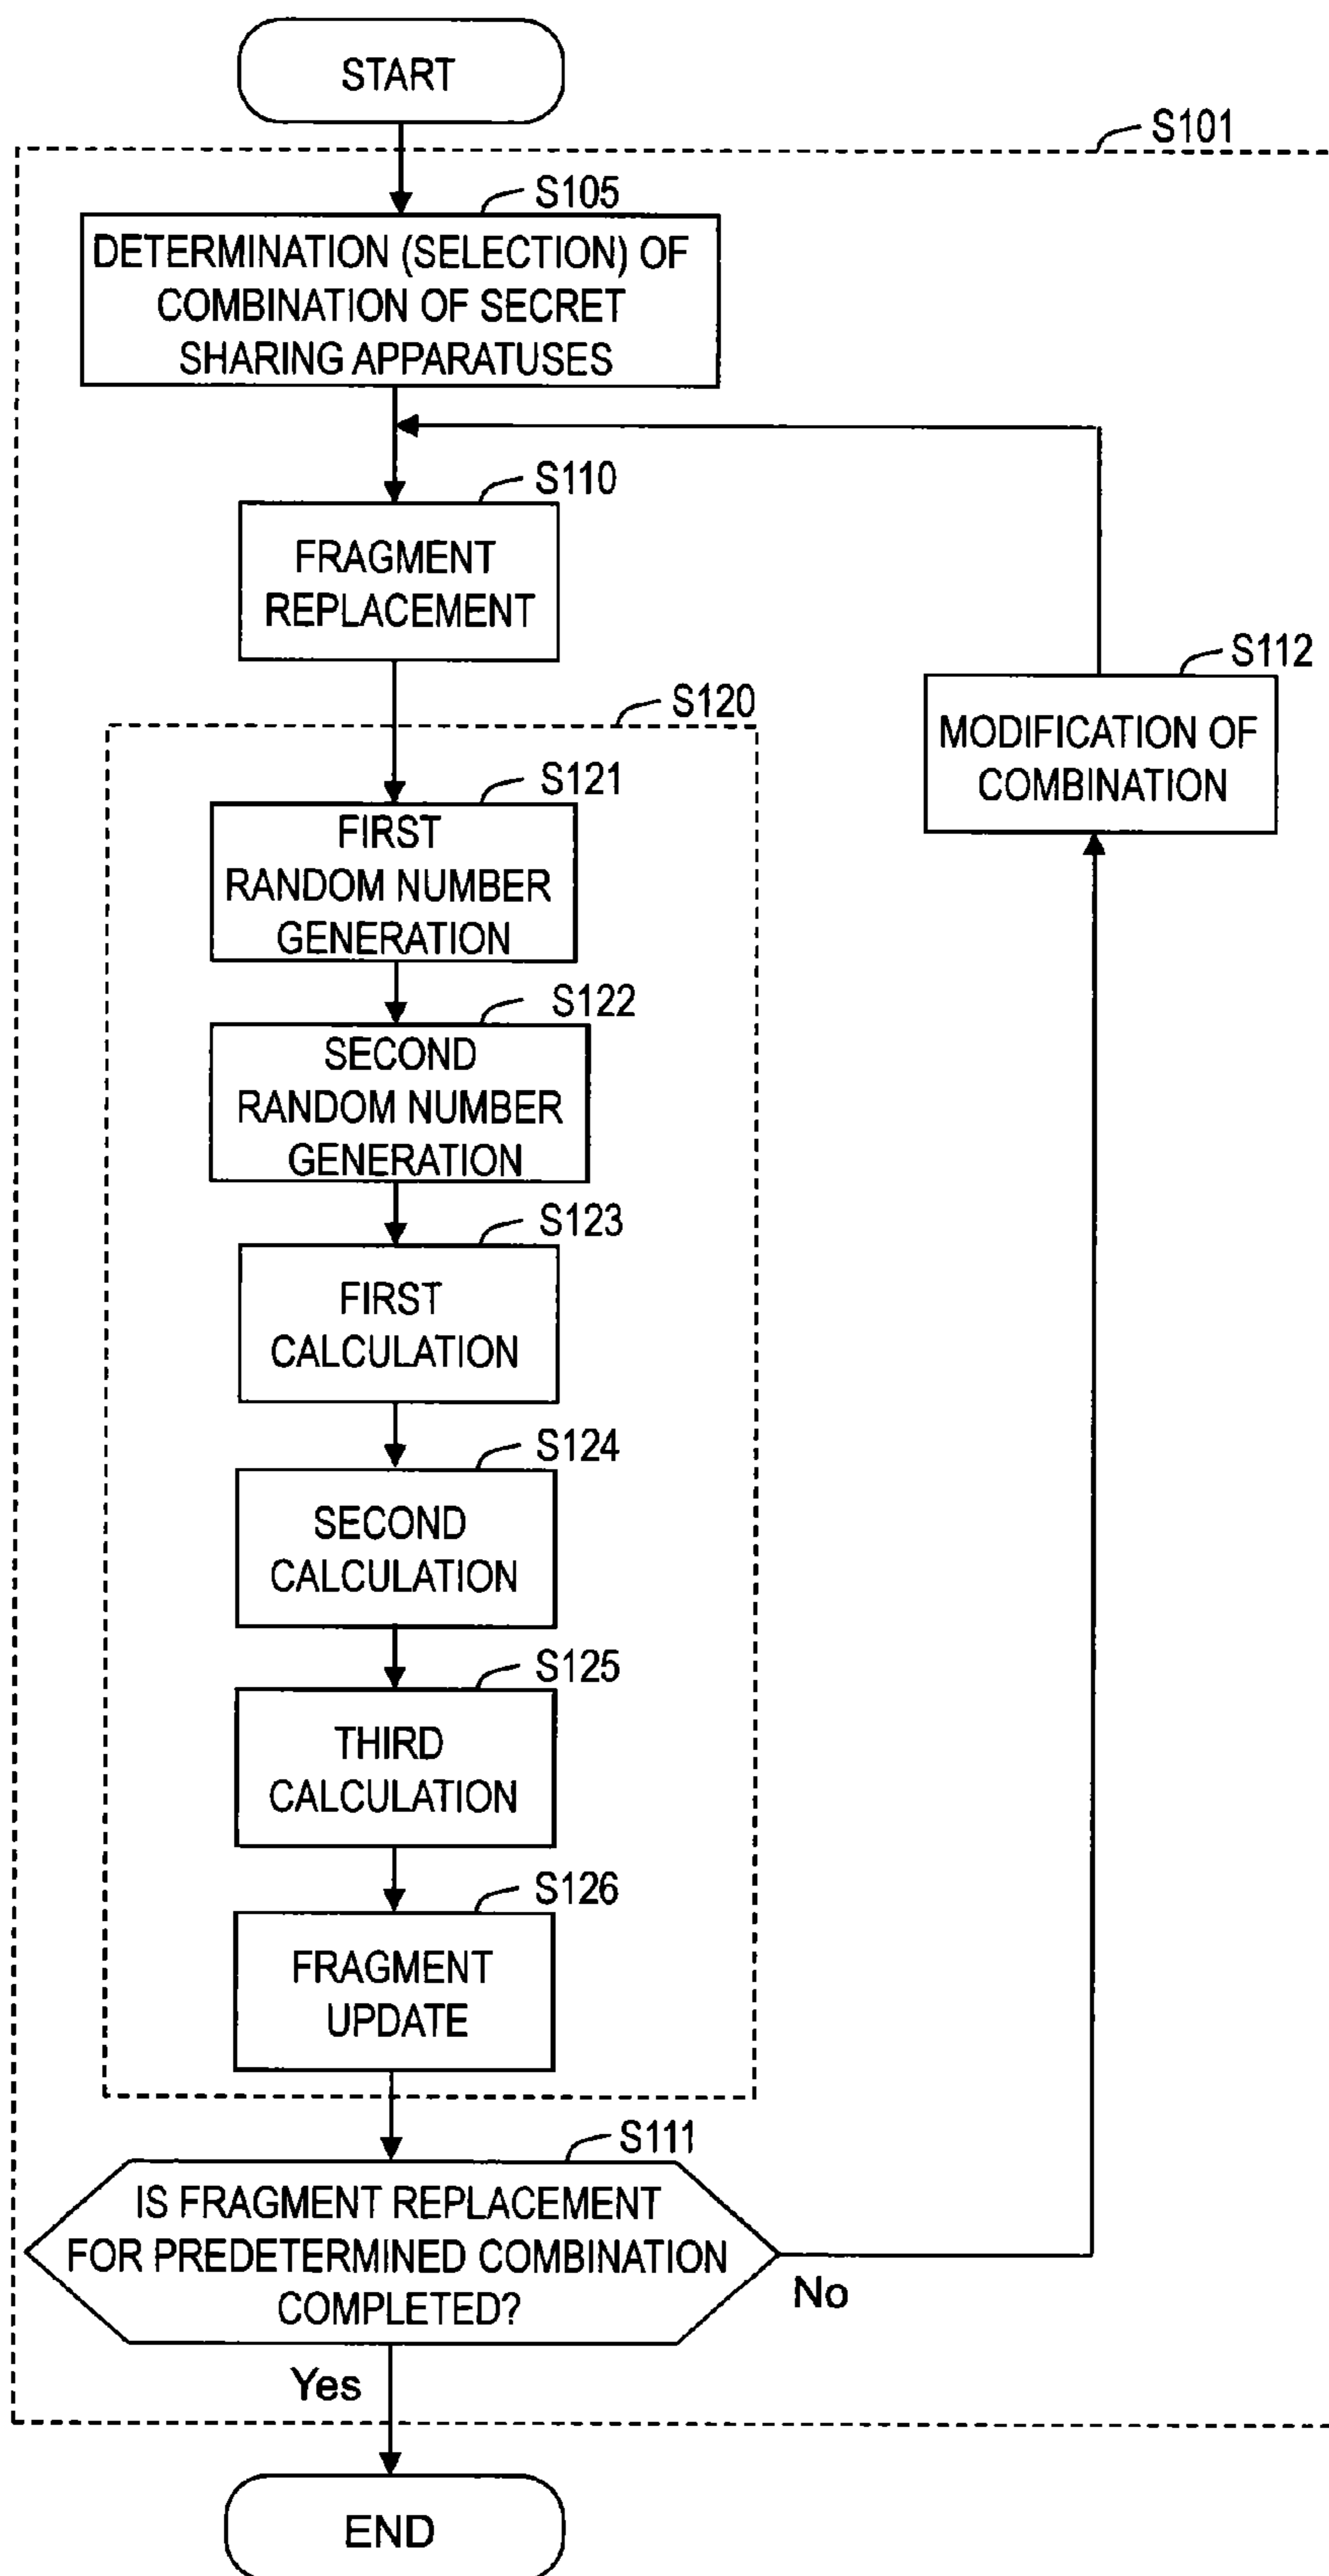 START
S101
S105
DETERMINATION (SELECTION) OF
COMBINATION OF SECRET
SHARING APPARATUSES
S110
FRAGMENT
REPLACEMENT
S112
MODIFICATION OF
COMBINATION
S120
S121
FIRST
RANDOM NUMBER
GENERATION
S122
SECOND
RANDOM NUMBER
GENERATION
S123
FIRST
CALCULATION
S124
SECOND
CALCULATION
S125
THIRD
CALCULATION
S126
FRAGMENT
UPDATE
S111
IS FRAGMENT REPLACEMENT
FOR PREDETERMINED COMBINATION
COMPLETED?
No
Yes
END